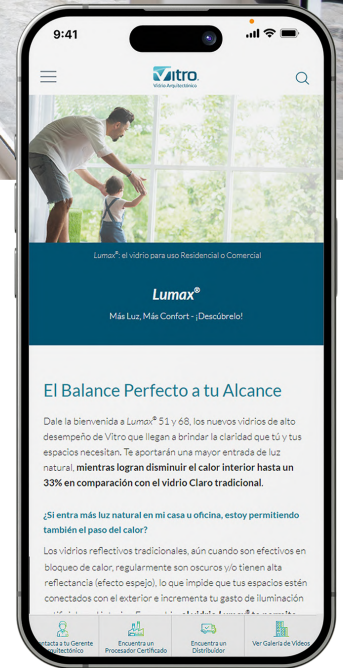 9:41
Vitro.
Vidrio Arquitectónico
Lumax®: el vidrio para uso Residencial o Comercial
Lumax®
Más Luz, Más Confort - ¡Descúbrelo!
El Balance Perfecto a tu Alcance
Dale la bienvenida a Lumax® 51 y 68, los nuevos vidrios de alto
desempeño de Vitro que llegan a brindar la claridad que tú y tus
espacios necesitan. Te aportarán una mayor entrada de luz
natural, mientras logran disminuir el calor interior hasta un
33% en comparación con el vidrio Claro tradicional.
¿Si entra más luz natural en mi casa u oficina, estoy permitiendo
también el paso del calor?
Los vidrios reflectivos tradicionales, aún cuando son efectivos en
bloqueo de calor, regularmente son oscuros y/o tienen alta
reflectancia (efecto espejo), lo que impide que tus espacios estén
conectados con el exterior e incrementa tu gasto de iluminación
el vidrio Lumax® te permite
ntacta a tu Gerente
quitectónico
Encuentra un
Procesador Certificado
Encuentra un
Distribuidor
Ver Galería de Videos